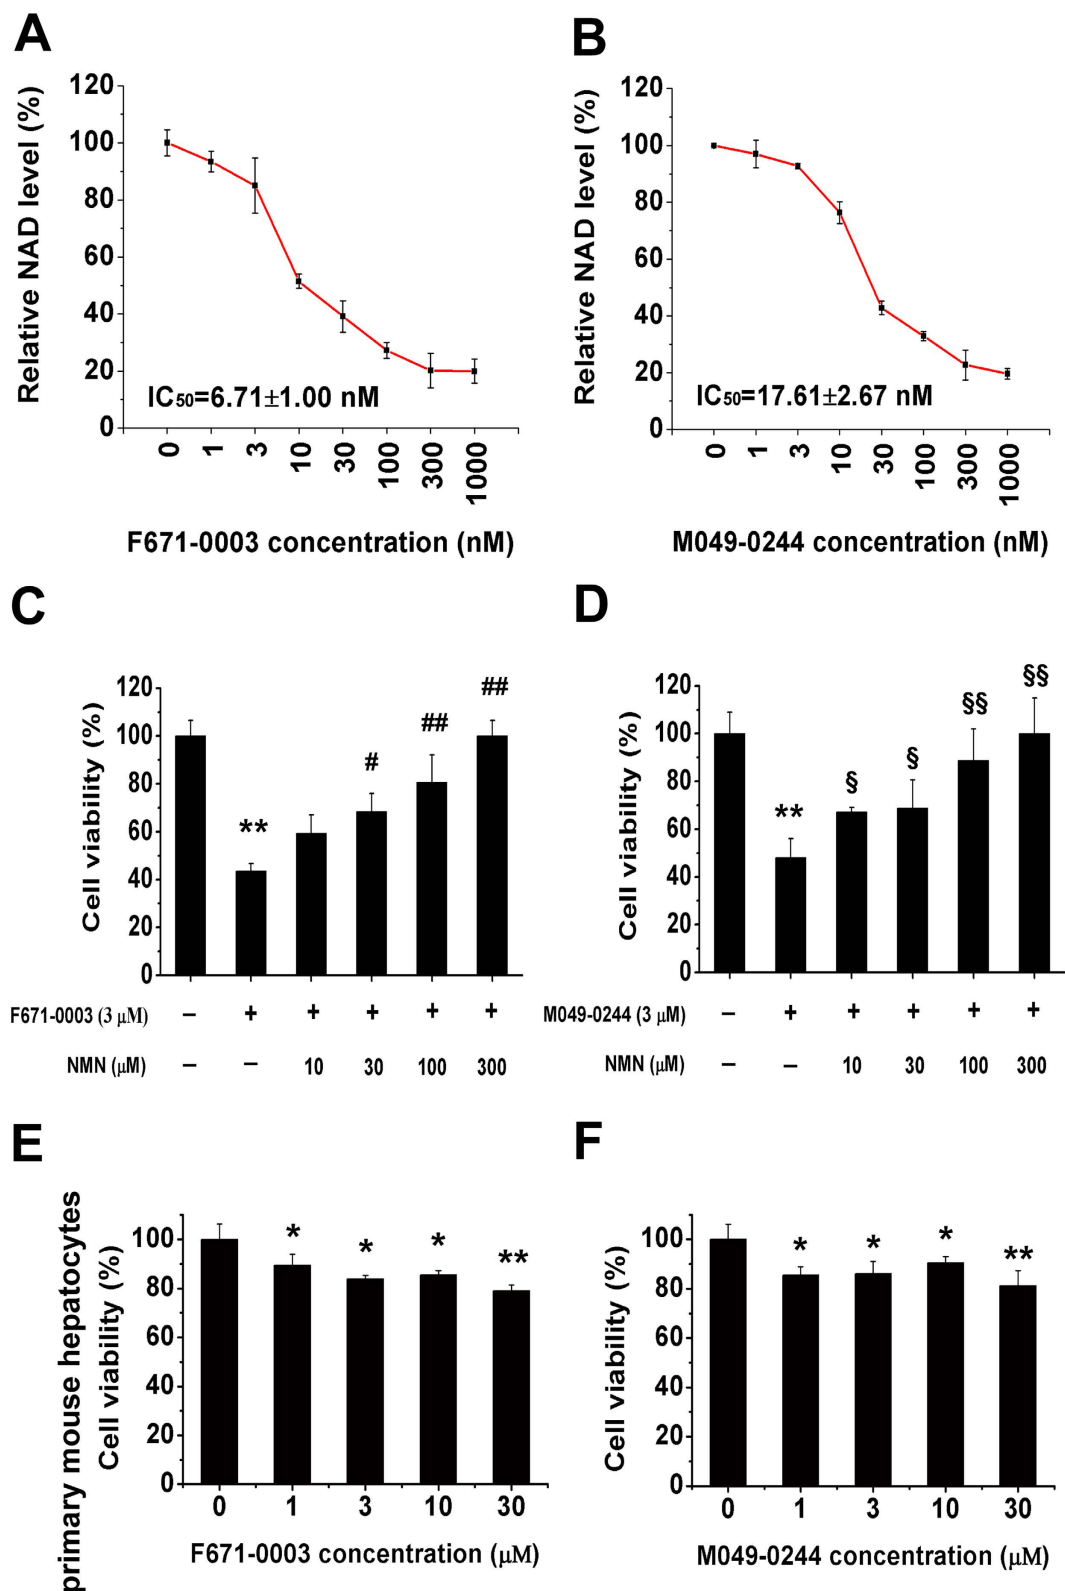 A
Relative NAD level (%)
120
100
80
60
40
20
0
IC50=6.71±1.00 nM
0 1 3 10 30 100 300 1000
F671-0003 concentration (nM)
B
Relative NAD level (%)
120
100
80
60
40
20
0
IC50=17.61±2.67 nM
0 1 3 10 30 100 300 1000
M049-0244 concentration (nM)
C
Cell viability (%)
120
100
80
60
40
20
0
** # ## ##
F671-0003 (3 μM) – + + + + +
NMN (μM) – – 10 30 100 300
D
Cell viability (%)
120
100
80
60
40
20
0
** § § §§ §§
M049-0244 (3 μM) – + + + + +
NMN (μM) – – 10 30 100 300
E
primary mouse hepatocytes
Cell viability (%)
100
80
60
40
20
0
* * * **
0 1 3 10 30
F671-0003 concentration (μM)
F
Cell viability (%)
100
80
60
40
20
0
* * * **
0 1 3 10 30
M049-0244 concentration (μM)